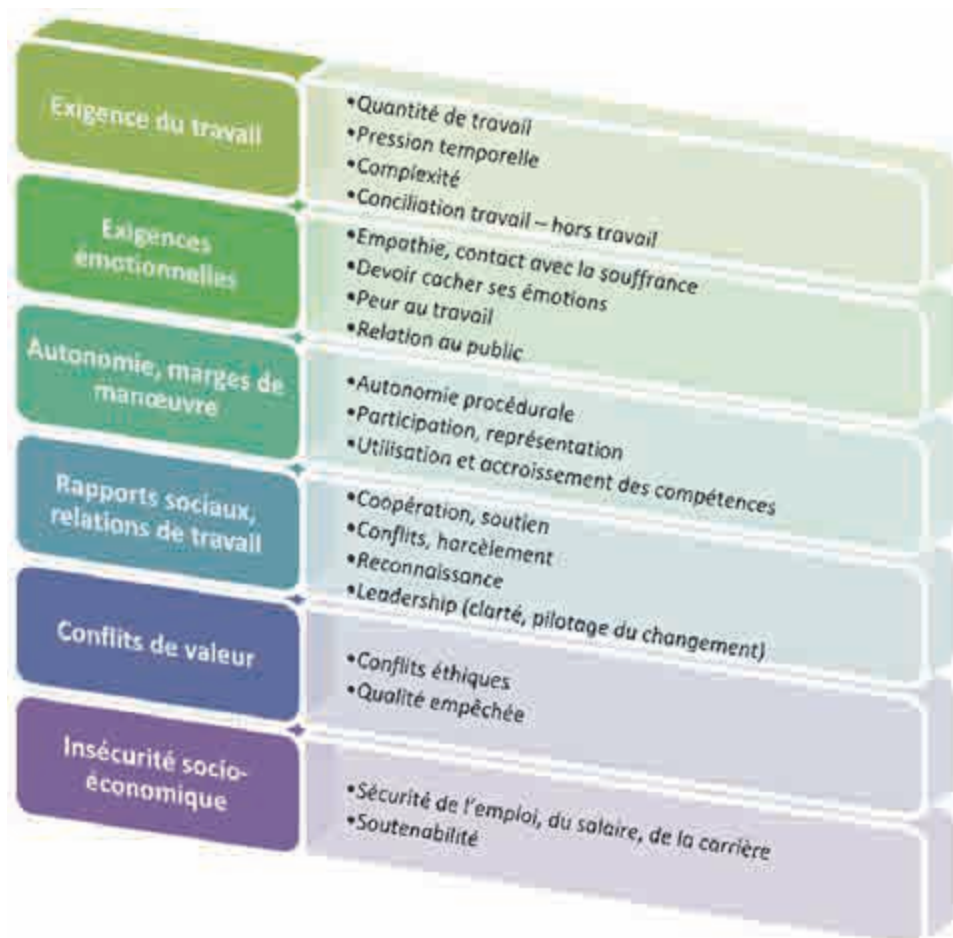 Exigence du travail
•Quantité de travail
•Pression temporelle
•Complexité
•Conciliation travail – hors travail
Exigences
émotionnelles
•Empathie, contact avec la souffrance
•Devoir cacher ses émotions
•Peur au travail
•Relation au public
Autonomie, marges de
manœuvre
•Autonomie procédurale
•Participation, représentation
•Utilisation et accroissement des compétences
Rapports sociaux,
relations de travail
•Coopération, soutien
•Conflits, harcèlement
•Reconnaissance
•Leadership (clarté, pilotage du changement)
Conflits de valeur
•Conflits éthiques
•Qualité empêchée
Insécurité socio-
économique
•Sécurité de l'emploi, du salaire, de la carrière
•Soutenabilité